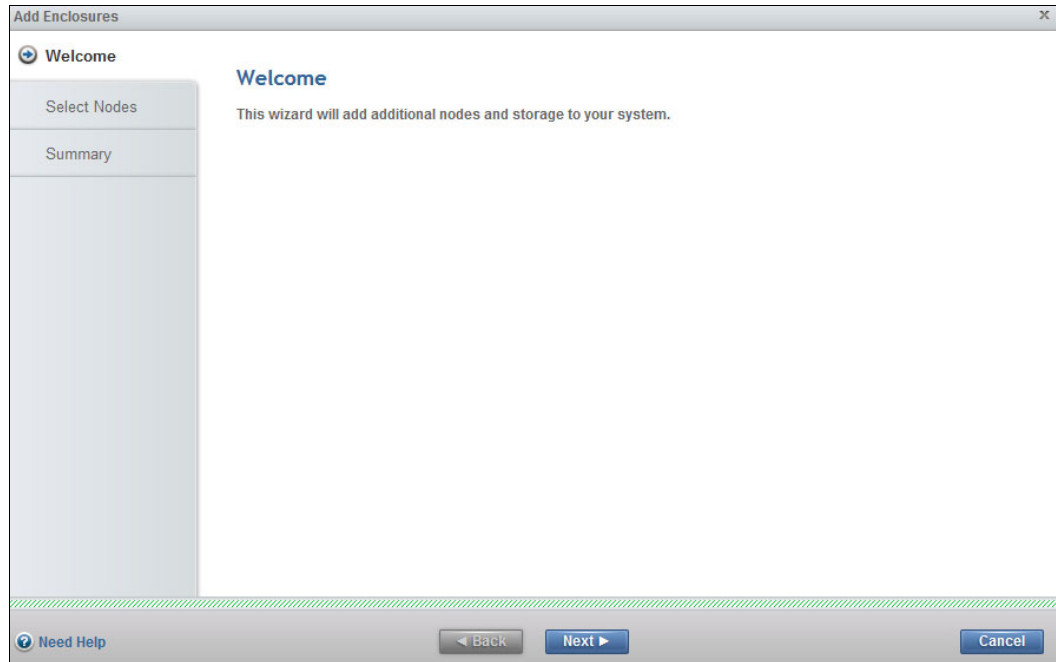 Add Enclosures
Welcome
Select Nodes
Summary
Welcome
This wizard will add additional nodes and storage to your system.
Need Help
Back
Next
Cancel